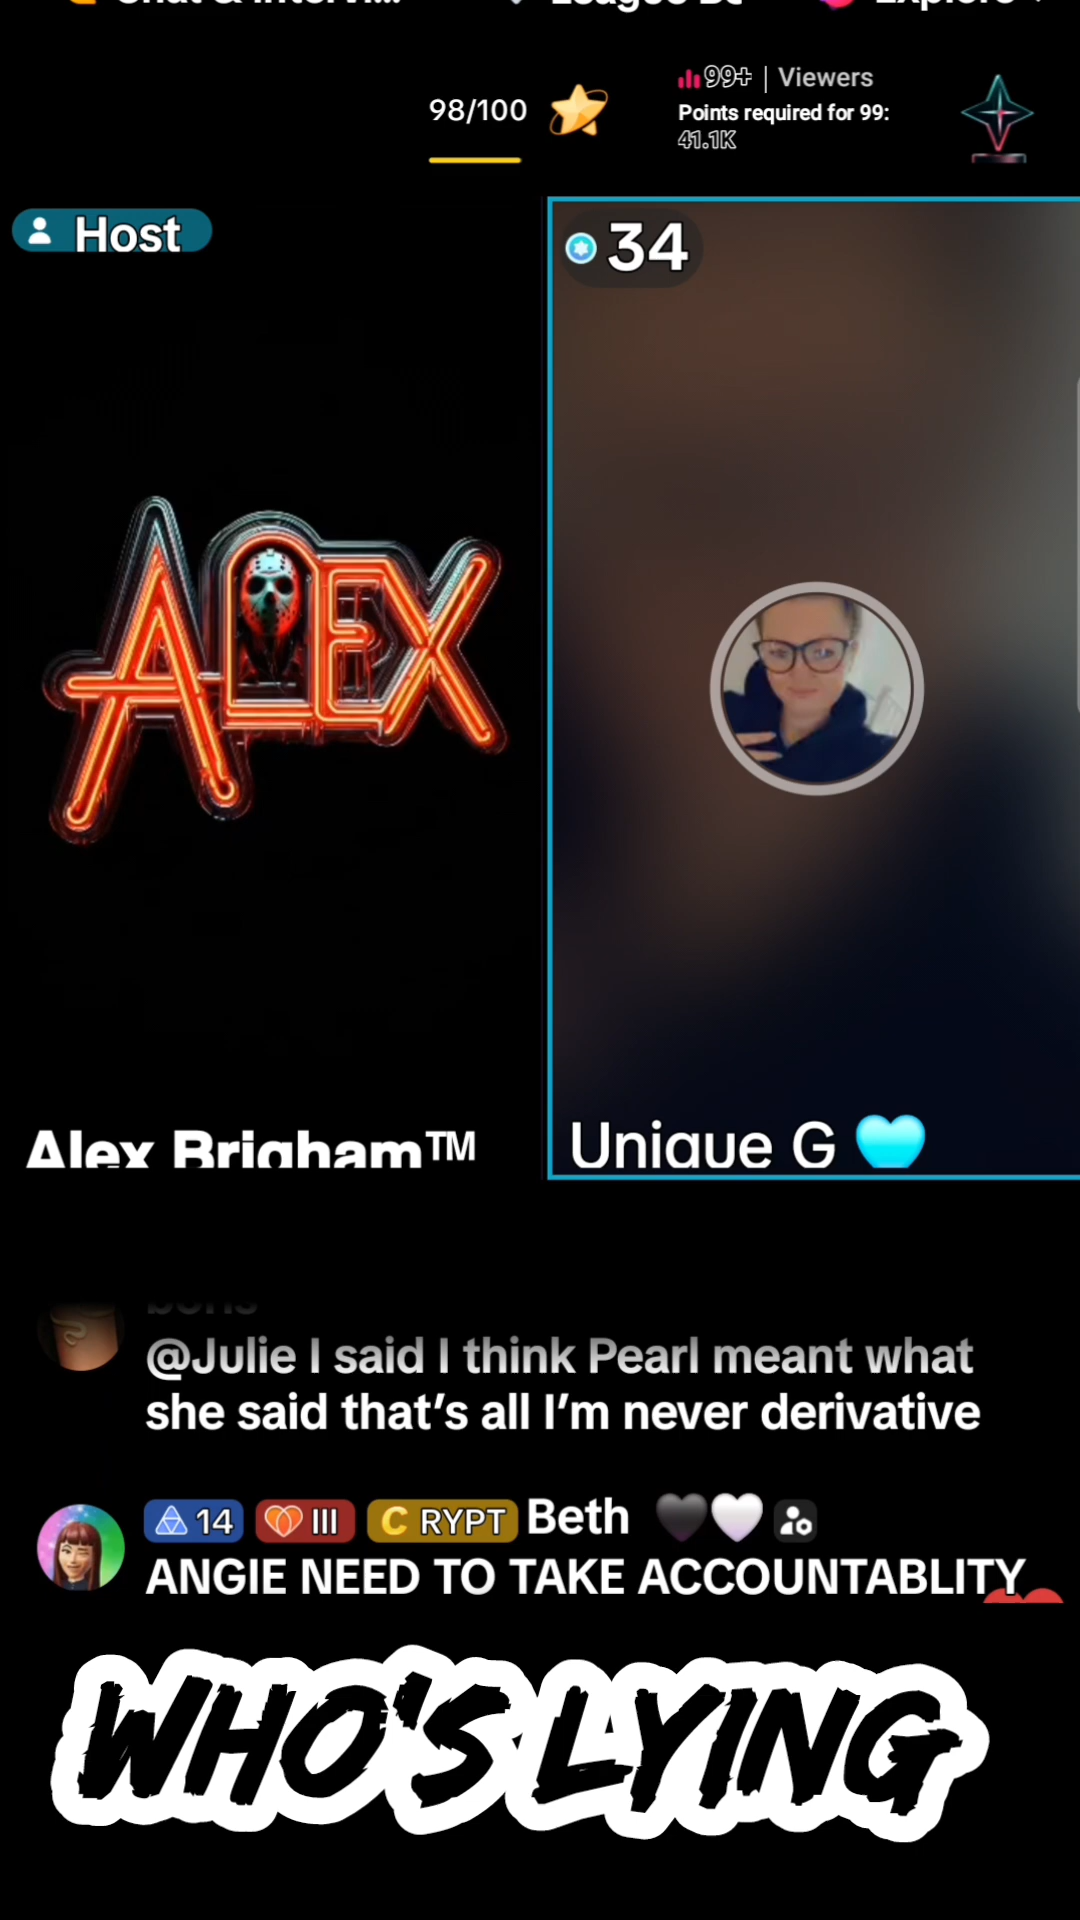 98/100
99+ | Viewers
Points required for 99:
41.1K
Host
34
ALEX
Alex Brigham™
Unique G
@Julie I said I think Pearl meant what
she said that’s all I’m never derivative
14 III C RYPT Beth
ANGIE NEED TO TAKE ACCOUNTABLITY
WHO'S LYING